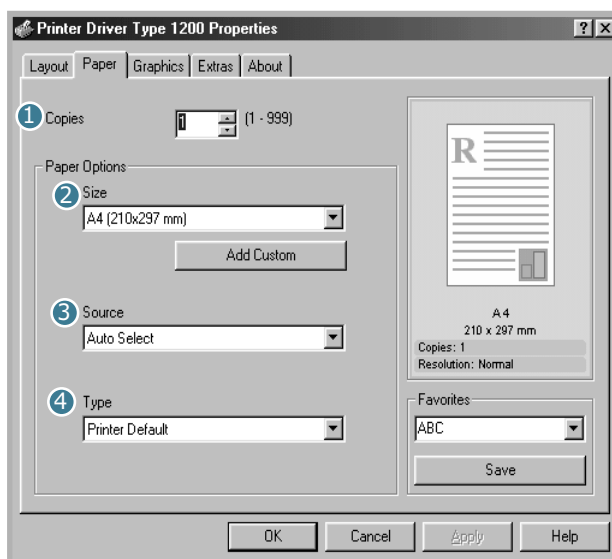 Printer Driver Type 1200 Properties
Layout Paper Graphics Extras About
1 Copies 1 (1 - 999)
Paper Options
2 Size
A4 (210x297 mm)
Add Custom
3 Source
Auto Select
4 Type
Printer Default
R
A4
210 x 297 mm
Copies: 1
Resolution: Normal
Favorites
ABC
Save
OK Cancel Apply Help